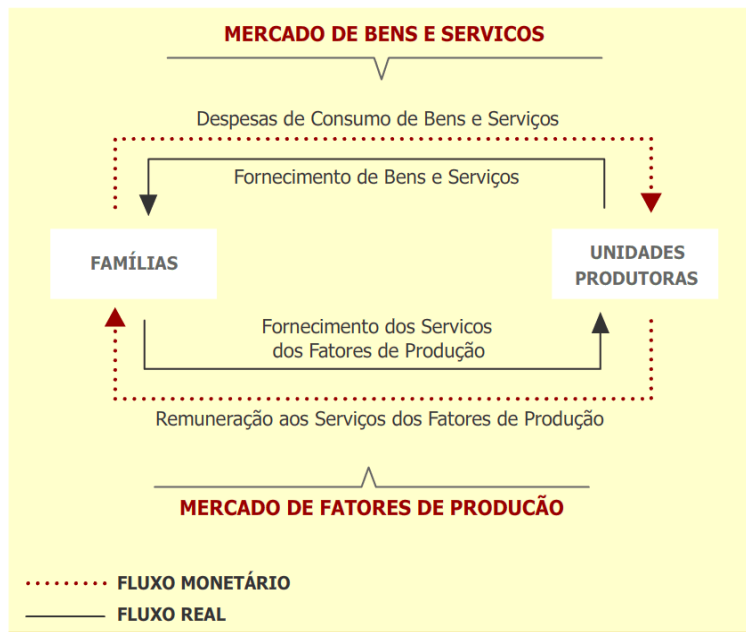 MERCADO DE BENS E SERVICOS
Despesas de Consumo de Bens e Serviços
Fornecimento de Bens e Serviços
FAMÍLIAS
UNIDADES
PRODUTORAS
Fornecimento dos Servicos
dos Fatores de Produção
Remuneração aos Serviços dos Fatores de Produção
MERCADO DE FATORES DE PRODUCÃO
FLUXO MONETÁRIO
FLUXO REAL